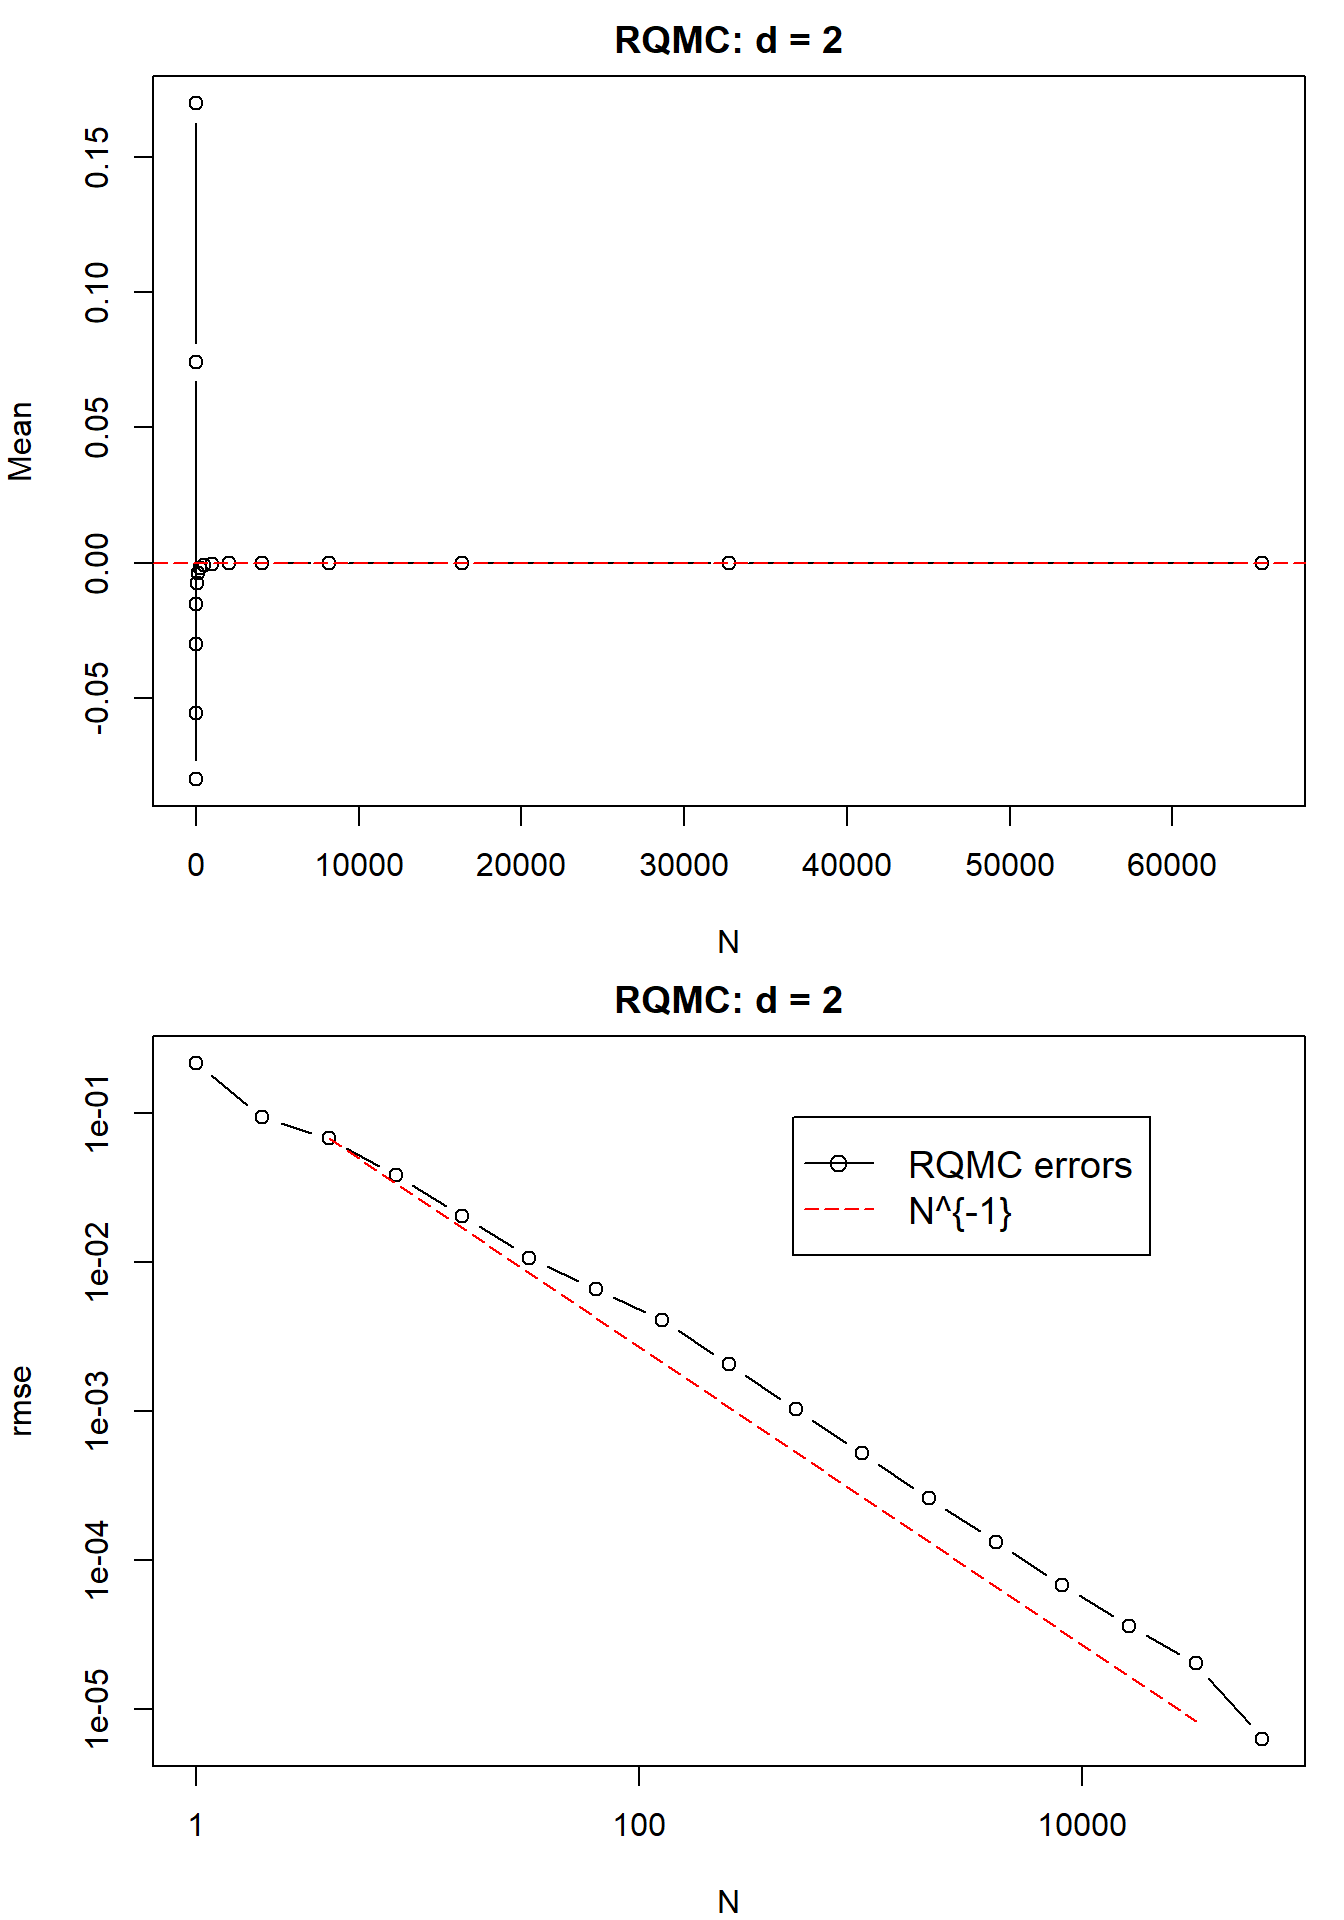 RQMC: d = 2
Mean
0.15
0.10
0.05
0.00
-0.05
0 10000 20000 30000 40000 50000 60000
N
RQMC: d = 2
rmse
1e-01
1e-02
1e-03
1e-04
1e-05
RQMC errors
N^{-1}
1 100 10000
N